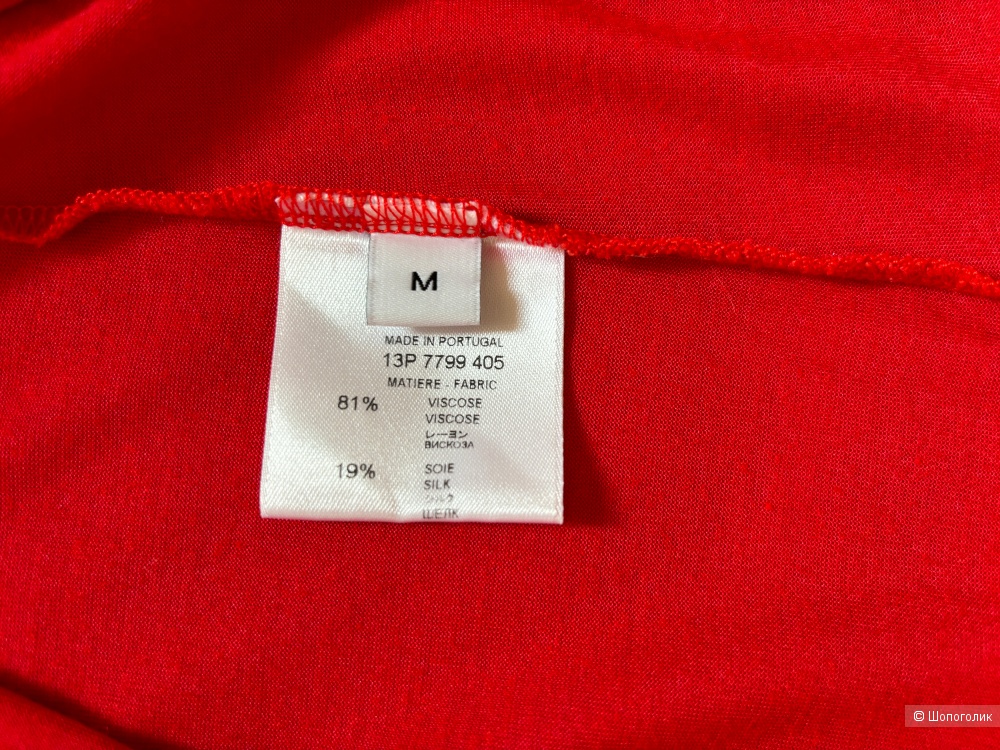 M
MADE IN PORTUGAL
13P 7799 405
MATIERE - FABRIC
81% VISCOSE
VISCOSE
レーヨン
ВИСКОЗА
19% SOIE
SILK
シルク
ШЕЛК
© Шопоголик